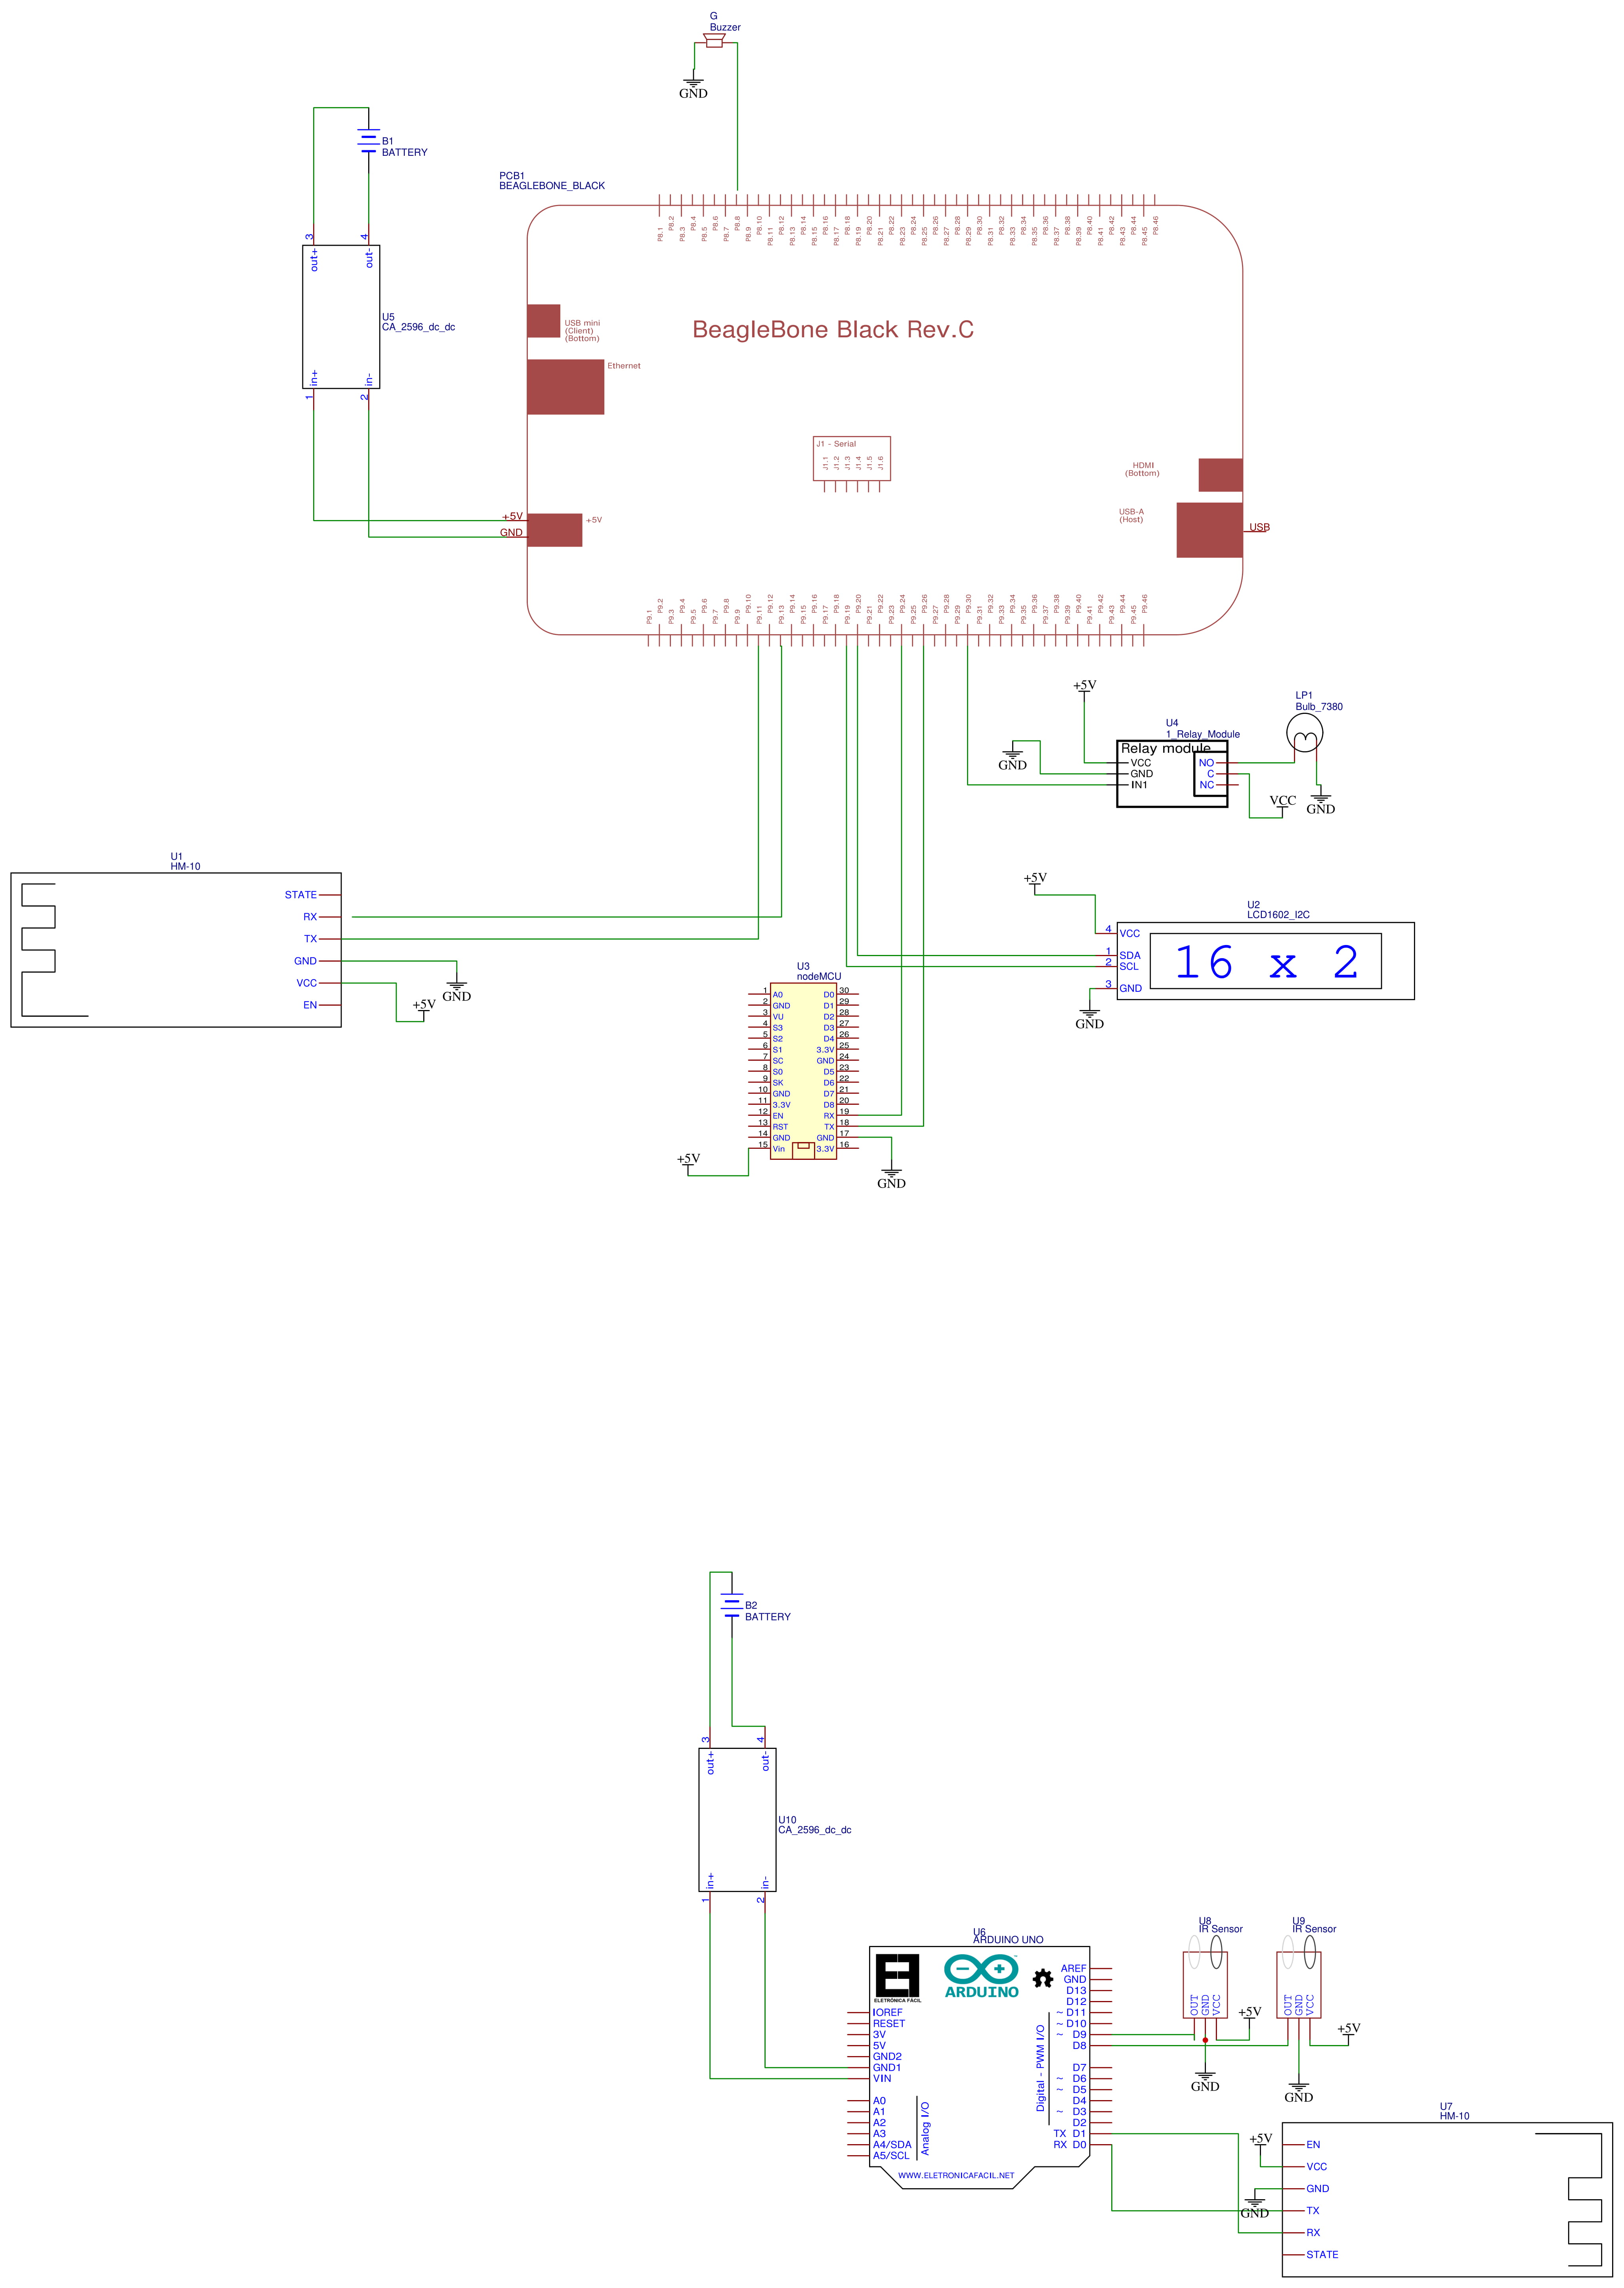 G
Buzzer
GND
B1
BATTERY
PCB1
BEAGLEBONE_BLACK
P8.1
P8.2
P8.3
P8.4
P8.5
P8.6
P8.7
P8.8
P8.9
P8.10
P8.11
P8.12
P8.13
P8.14
P8.15
P8.16
P8.17
P8.18
P8.19
P8.20
P8.21
P8.22
P8.23
P8.24
P8.25
P8.26
P8.27
P8.28
P8.29
P8.30
P8.31
P8.32
P8.33
P8.34
P8.35
P8.36
P8.37
P8.38
P8.39
P8.40
P8.41
P8.42
P8.43
P8.44
P8.45
P8.46
3
4
out+
out-
U5
CA_2596_dc_dc
in+
in-
1
2
USB mini
(Client)
(Bottom)
BeagleBone Black Rev.C
Ethernet
J1 - Serial
J1.1
J1.2
J1.3
J1.4
J1.5
J1.6
HDMI
(Bottom)
USB-A
(Host)
USB
+5V
GND
+5V
P9.1
P9.2
P9.3
P9.4
P9.5
P9.6
P9.7
P9.8
P9.9
P9.10
P9.11
P9.12
P9.13
P9.14
P9.15
P9.16
P9.17
P9.18
P9.19
P9.20
P9.21
P9.22
P9.23
P9.24
P9.25
P9.26
P9.27
P9.28
P9.29
P9.30
P9.31
P9.32
P9.33
P9.34
P9.35
P9.36
P9.37
P9.38
P9.39
P9.40
P9.41
P9.42
P9.43
P9.44
P9.45
P9.46
+5V
GND
U4
1_Relay_Module
Relay module
VCC
GND
IN1
NO
C
NC
LP1
Bulb_7380
GND
VCC
U1
HM-10
STATE
RX
TX
GND
VCC
EN
GND
+5V
+5V
U2
LCD1602_I2C
4 VCC
1 SDA
2 SCL
3 GND
16 x 2
GND
U3
nodeMCU
1 A0 D0 30
2 GND D1 29
3 VU D2 28
4 S3 D3 27
5 S2 D4 26
6 S1 3.3V 25
7 SC GND 24
8 S0 D5 23
9 SK D6 22
10 GND D7 21
11 3.3V D8 20
12 EN RX 19
13 RST TX 18
14 GND GND 17
15 Vin 3.3V 16
+5V
GND
B2
BATTERY
3
4
out+
out-
U10
CA_2596_dc_dc
in+
in-
1
2
U6
ARDUINO UNO
ELETRÔNICA FÁCIL
ARDUINO
IOREF
RESET
3V
5V
GND2
GND1
VIN
A0
A1
A2
A3
A4/SDA
A5/SCL
Analog I/O
AREF
GND
D13
D12
~ D11
~ D10
~ D9
D8
D7
~ D6
~ D5
D4
~ D3
D2
TX D1
RX D0
Digital - PWM I/O
WWW.ELETRONICAFACIL.NET
U8
IR Sensor
OUT
GND
VCC
+5V
GND
U9
IR Sensor
OUT
GND
VCC
+5V
GND
U7
HM-10
+5V
GND
EN
VCC
GND
TX
RX
STATE